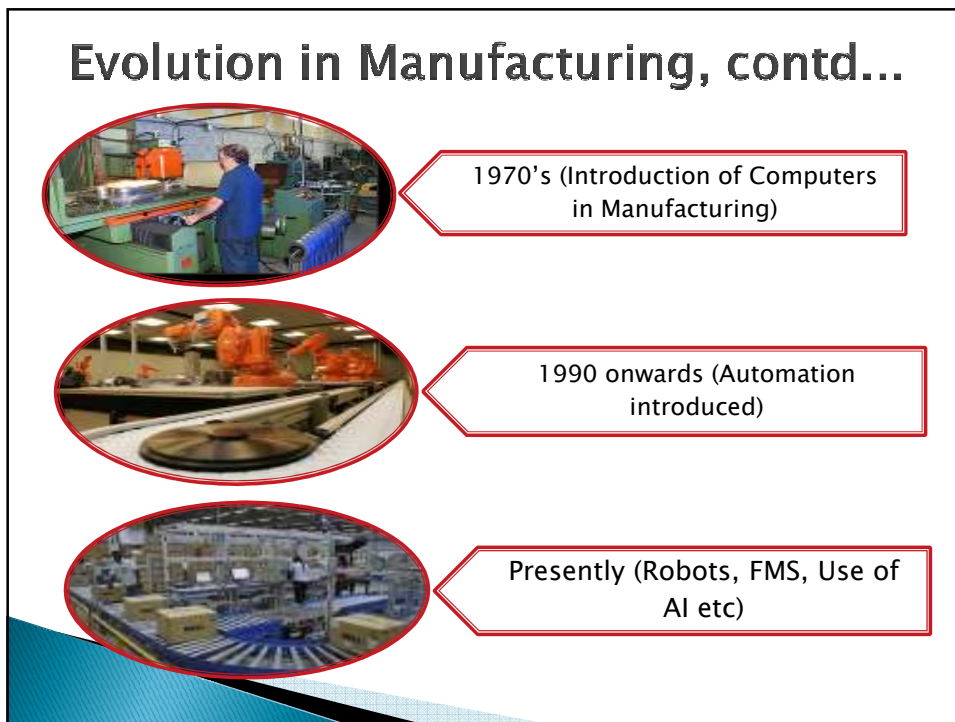 Evolution in Manufacturing, contd...
1970’s (Introduction of Computers
in Manufacturing)
1990 onwards (Automation
introduced)
Presently (Robots, FMS, Use of
AI etc)